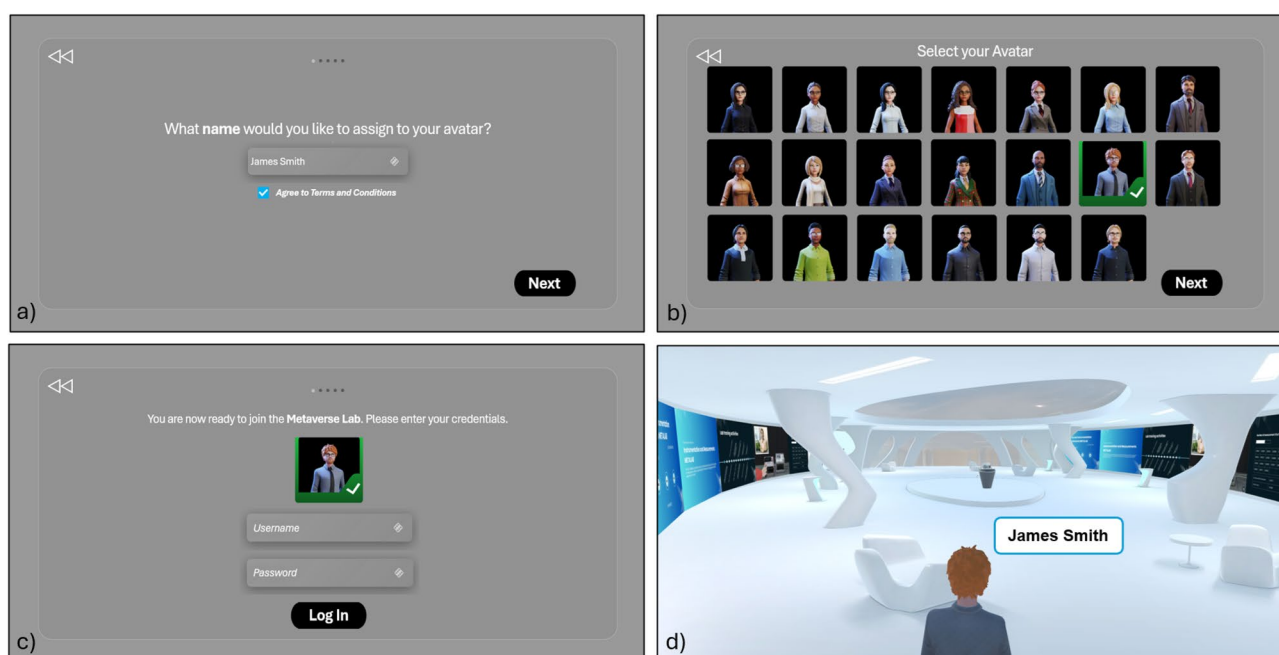 What name would you like to assign to your avatar?
James Smith
Agree to Terms and Conditions
Next
a)
Select your Avatar
Next
b)
You are now ready to join the Metaverse Lab. Please enter your credentials.
Username
Password
Log In
c)
James Smith
d)